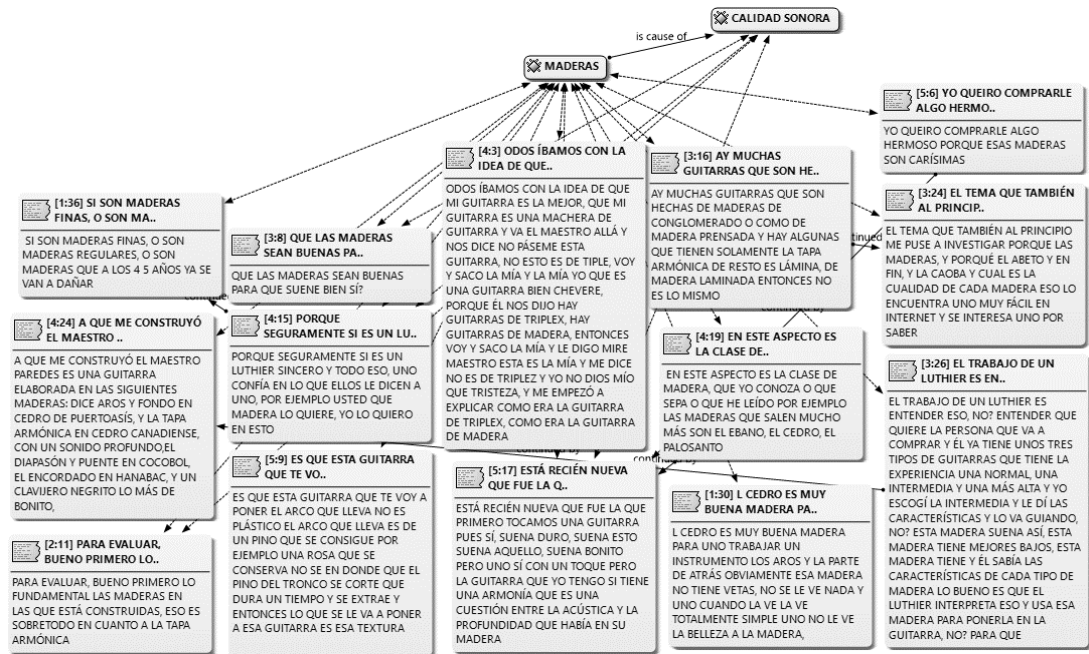 CALIDAD SONORA
is cause of
MADERAS
[5:6] YO QUEIRO COMPRARLE
ALGO HERMO..
YO QUEIRO COMPRARLE ALGO
HERMOSO PORQUE ESAS MADERAS
SON CARÍSIMAS
[4:3] ODOS ÍBAMOS CON LA
IDEA DE QUE..
ODOS ÍBAMOS CON LA IDEA DE QUE
MI GUITARRA ES LA MEJOR, QUE MI
GUITARRA ES UNA MACHERA DE
GUITARRA Y VA EL MAESTRO ALLÁ Y
NOS DICE NO PÁSEME ESTA
GUITARRA, NO ESTO ES DE TIPLE, VOY
Y SACO LA MÍA Y LA MÍA YO QUE ES
UNA GUITARRA BIEN CHEVERE,
PORQUE ÉL NOS DIJO HAY
GUITARRAS DE TRIPLEX, HAY
GUITARRAS DE MADERA, ENTONCES
VOY Y SACO LA MÍA Y LE DIGO MIRE
MAESTRO ESTA ES LA MÍA Y ME DICE
NO ES DE TRIPLEZ Y YO NO DIOS MÍO
QUE TRISTEZA, Y ME EMPEZÓ A
EXPLICAR COMO ERA LA GUITARRA
DE TRIPLEX, COMO ERA LA GUITARRA
DE MADERA
[3:16] AY MUCHAS
GUITARRAS QUE SON HE..
AY MUCHAS GUITARRAS QUE SON
HECHAS DE MADERAS DE
CONGLOMERADO O COMO DE
MADERA PRENSADA Y HAY ALGUNAS
QUE TIENEN SOLAMENTE LA TAPA
ARMÓNICA DE RESTO ES LÁMINA, DE
MADERA LAMINADA ENTONCES NO
ES LO MISMO
[3:24] EL TEMA QUE TAMBIÉN
AL PRINCIP..
EL TEMA QUE TAMBIÉN AL PRINCIPIO
ME PUSE A INVESTIGAR PORQUE LAS
MADERAS, Y PORQUÉ EL ABETO Y EN
FIN, Y LA CAOBA Y CUAL ES LA
CUALIDAD DE CADA MADERA ESO LO
ENCUENTRA UNO MUY FÁCIL EN
INTERNET Y SE INTERESA UNO POR
SABER
[1:36] SI SON MADERAS
FINAS, O SON MA..
SI SON MADERAS FINAS, O SON
MADERAS REGULARES, O SON
MADERAS QUE A LOS 4 5 AÑOS YA SE
VAN A DAÑAR
[3:8] QUE LAS MADERAS
SEAN BUENAS PA..
QUE LAS MADERAS SEAN BUENAS
PARA QUE SUENE BIEN SÍ?
[4:24] A QUE ME CONSTRUYÓ
EL MAESTRO ..
A QUE ME CONSTRUYÓ EL MAESTRO
PAREDES ES UNA GUITARRA
ELABORADA EN LAS SIGUIENTES
MADERAS: DICE AROS Y FONDO EN
CEDRO DE PUERTOASÍS, Y LA TAPA
ARMÓNICA EN CEDRO CANADIENSE,
CON UN SONIDO PROFUNDO,EL
DIAPASÓN Y PUENTE EN COCOBOL,
EL ENCORDADO EN HANABAC, Y UN
CLAVIJERO NEGRITO LO MÁS DE
BONITO,
[4:15] PORQUE
SEGURAMENTE SI ES UN LU..
PORQUE SEGURAMENTE SI ES UN
LUTHIER SINCERO Y TODO ESO, UNO
CONFÍA EN LO QUE ELLOS LE DICEN A
UNO, POR EJEMPLO USTED QUE
MADERA LO QUIERE, YO LO QUIERO
EN ESTO
[4:19] EN ESTE ASPECTO ES
LA CLASE DE..
EN ESTE ASPECTO ES LA CLASE DE
MADERA, QUE YO CONOZA O QUE
SEPA O QUE HE LEÍDO POR EJEMPLO
LAS MADERAS QUE SALEN MUCHO
MÁS SON EL EBANO, EL CEDRO, EL
PALOSANTO
[3:26] EL TRABAJO DE UN
LUTHIER ES EN..
EL TRABAJO DE UN LUTHIER ES
ENTENDER ESO, NO? ENTENDER QUE
QUIERE LA PERSONA QUE VA A
COMPRAR Y ÉL YA TIENE UNOS TRES
TIPOS DE GUITARRAS QUE TIENE LA
EXPERIENCIA UNA NORMAL, UNA
INTERMEDIA Y UNA MÁS ALTA Y YO
ESCOGÍ LA INTERMEDIA Y LE DÍ LAS
CARACTERÍSTICAS Y LO VA GUIANDO,
NO? ESTA MADERA SUENA ASÍ, ESTA
MADERA TIENE MEJORES BAJOS, ESTA
MADERA TIENE Y ÉL SABÍA LAS
CARACTERÍSTICAS DE CADA TIPO DE
MADERA LO BUENO ES QUE EL
LUTHIER INTERPRETA ESO Y USA ESA
MADERA PARA PONERLA EN LA
GUITARRA, NO? PARA QUE
[2:11] PARA EVALUAR,
BUENO PRIMERO LO..
PARA EVALUAR, BUENO PRIMERO LO
FUNDAMENTAL LAS MADERAS EN
LAS QUE ESTÁ CONSTRUIDAS, ESO ES
SOBRETODO EN CUANTO A LA TAPA
ARMÓNICA
[5:9] ES QUE ESTA GUITARRA
QUE TE VO..
ES QUE ESTA GUITARRA QUE TE VOY A
PONER EL ARCO QUE LLEVA NO ES
PLÁSTICO EL ARCO QUE LLEVA ES DE
UN PINO QUE SE CONSIGUE POR
EJEMPLO UNA ROSA QUE SE
CONSERVA NO SE EN DONDE QUE EL
PINO DEL TRONCO SE CORTE QUE
DURA UN TIEMPO Y SE EXTRAE Y
ENTONCES LO QUE SE LE VA A PONER
A ESA GUITARRA ES ESA TEXTURA
[5:17] ESTÁ RECIÉN NUEVA
QUE FUE LA Q..
ESTÁ RECIÉN NUEVA QUE FUE LA QUE
PRIMERO TOCAMOS UNA GUITARRA
PUES SÍ, SUENA DURO, SUENA ESTO
SUENA AQUELLO, SUENA BONITO
PERO UNO SÍ CON UN TOQUE PERO
LA GUITARRA QUE YO TENGO SI TIENE
UNA ARMONÍA QUE ES UNA
CUESTIÓN ENTRE LA ACÚSTICA Y LA
PROFUNDIDAD QUE HABÍA EN SU
MADERA
[1:30] L CEDRO ES MUY
BUENA MADERA PA..
L CEDRO ES MUY BUENA MADERA
PARA UNO TRABAJAR UN
INSTRUMENTO LOS AROS Y LA PARTE
DE ATRÁS OBVIAMENTE ESA MADERA
NO TIENE VETAS, NO SE LE VE NADA Y
UNO CUANDO LA VE LA VE
TOTALMENTE SIMPLE UNO NO LE VE
LA BELLEZA A LA MADERA,